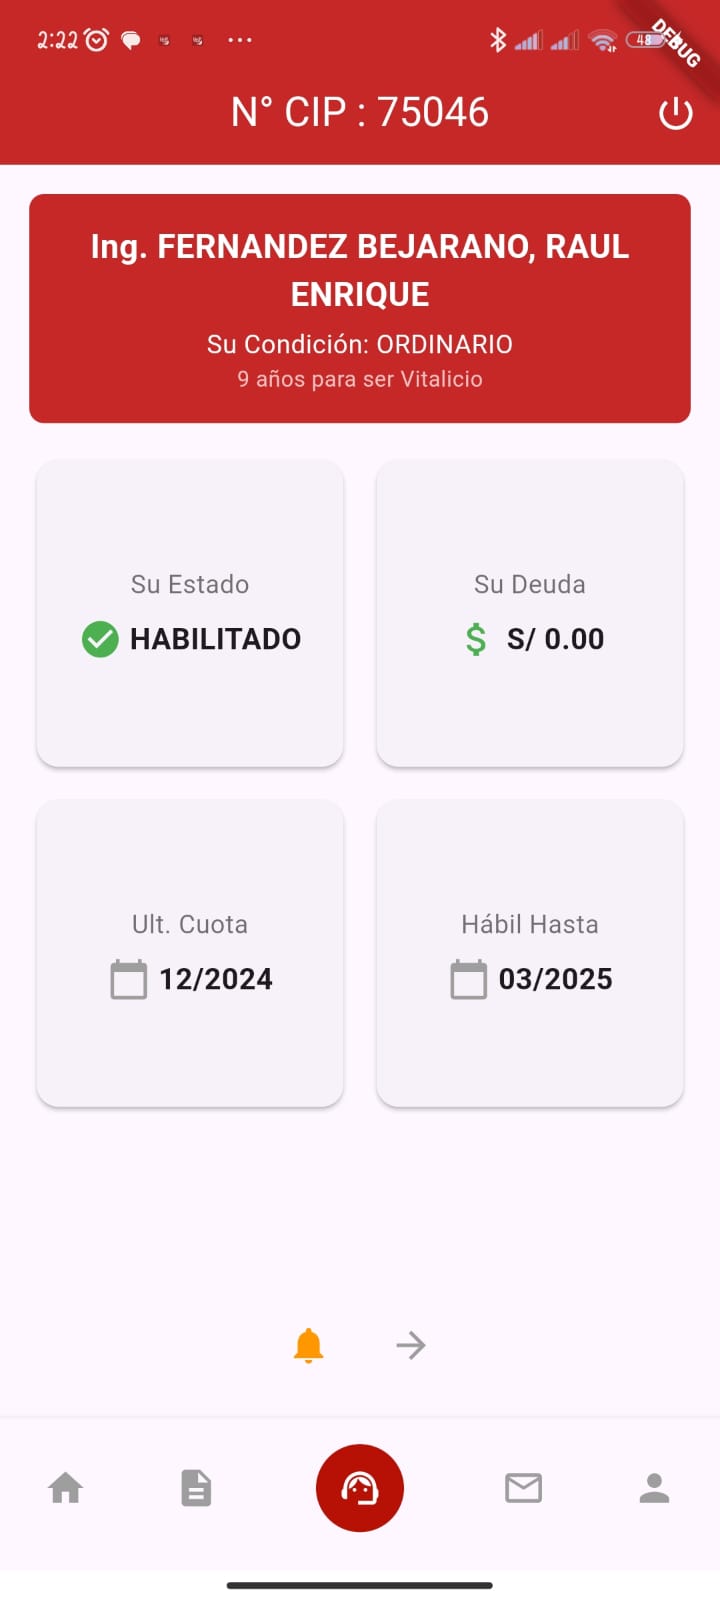 2:22
48
DEBUG
N° CIP : 75046
Ing. FERNANDEZ BEJARANO, RAUL
ENRIQUE
Su Condición: ORDINARIO
9 años para ser Vitalicio
Su Estado
HABILITADO
Su Deuda
$ S/ 0.00
Ult. Cuota
12/2024
Hábil Hasta
03/2025